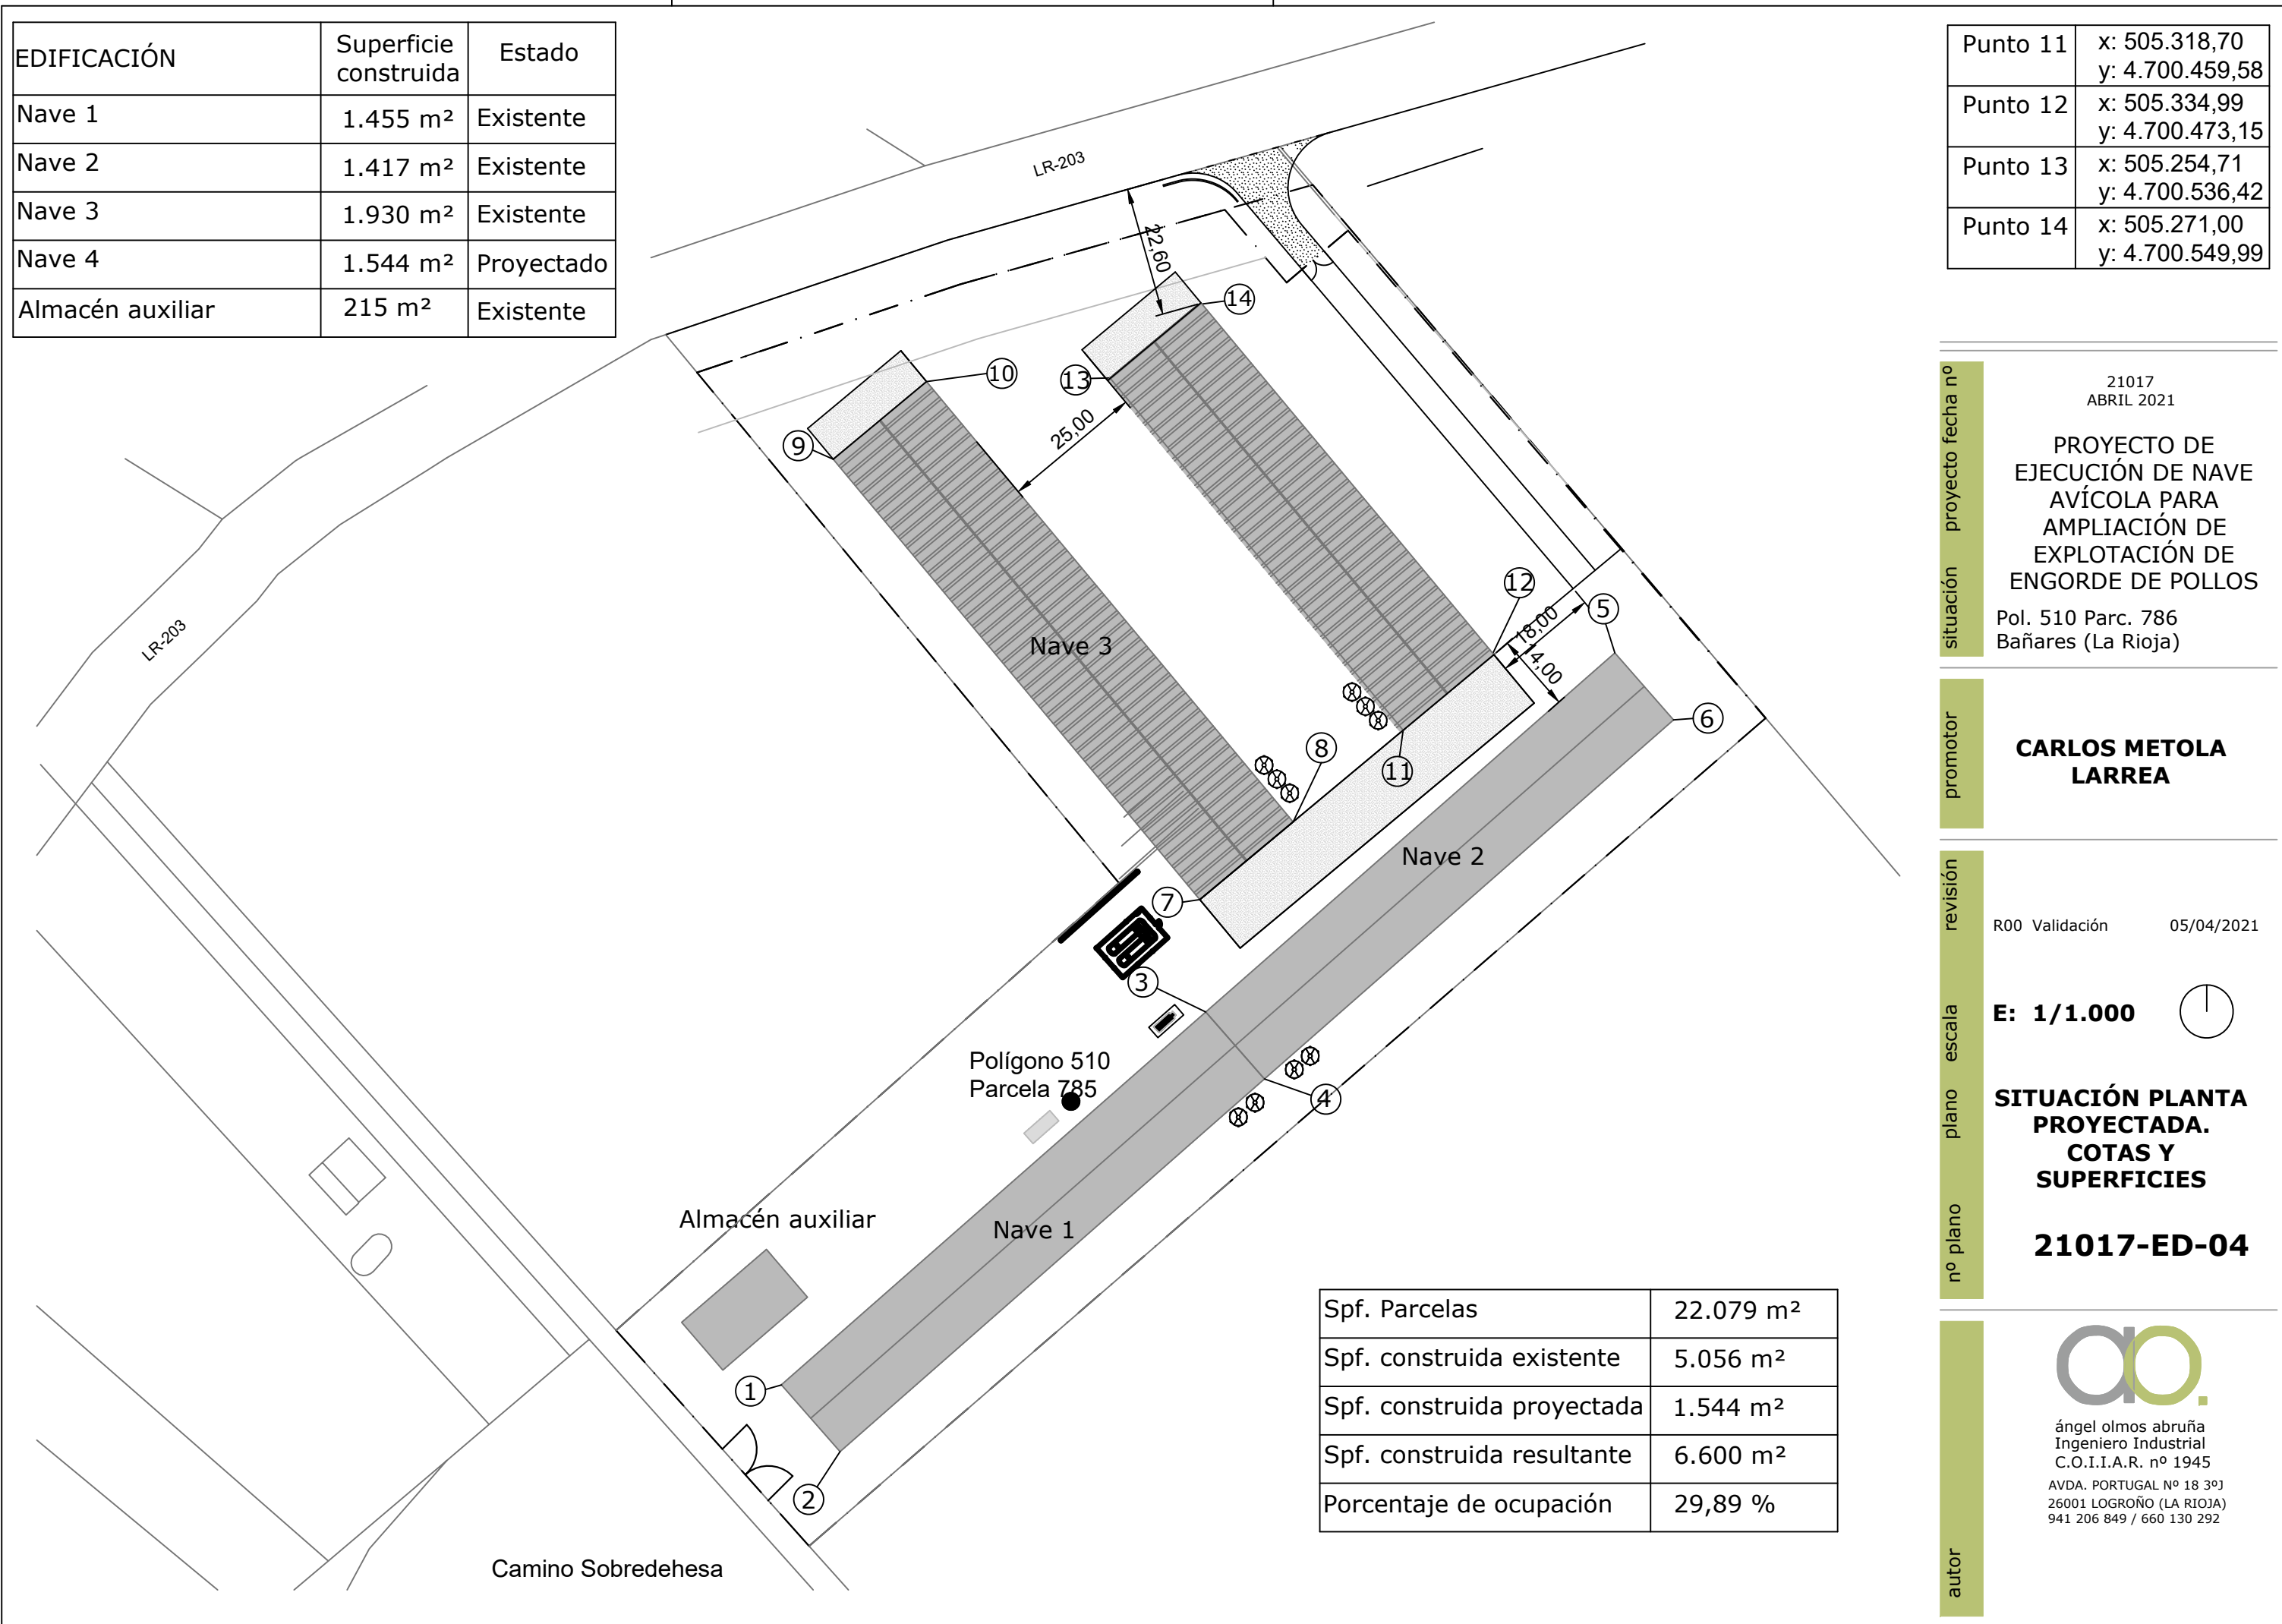 EDIFICACIÓN
Superficie
construida
Estado
Nave 1
1.455 m²
Existente
Nave 2
1.417 m²
Existente
Nave 3
1.930 m²
Existente
Nave 4
1.544 m²
Proyectado
Almacén auxiliar
215 m²
Existente
LR-203
22,60
14
10
13
25,00
9
12
5
18,00
14,00
Nave 3
6
8
11
LR-203
Nave 2
7
3
Polígono 510
Parcela 785
4
Almacén auxiliar
Nave 1
1
2
Camino Sobredehesa
Spf. Parcelas
22.079 m²
Spf. construida existente
5.056 m²
Spf. construida proyectada
1.544 m²
Spf. construida resultante
6.600 m²
Porcentaje de ocupación
29,89 %
Punto 11
x: 505.318,70
y: 4.700.459,58
Punto 12
x: 505.334,99
y: 4.700.473,15
Punto 13
x: 505.254,71
y: 4.700.536,42
Punto 14
x: 505.271,00
y: 4.700.549,99
situación proyecto fecha nº
21017
ABRIL 2021
PROYECTO DE
EJECUCIÓN DE NAVE
AVÍCOLA PARA
AMPLIACIÓN DE
EXPLOTACIÓN DE
ENGORDE DE POLLOS
Pol. 510 Parc. 786
Bañares (La Rioja)
promotor
CARLOS METOLA
LARREA
nº plano plano escala revisión
R00 Validación 05/04/2021
E: 1/1.000
SITUACIÓN PLANTA
PROYECTADA.
COTAS Y
SUPERFICIES
21017-ED-04
autor
ao.
ángel olmos abruña
Ingeniero Industrial
C.O.I.I.A.R. nº 1945
AVDA. PORTUGAL Nº 18 3ºJ
26001 LOGROÑO (LA RIOJA)
941 206 849 / 660 130 292